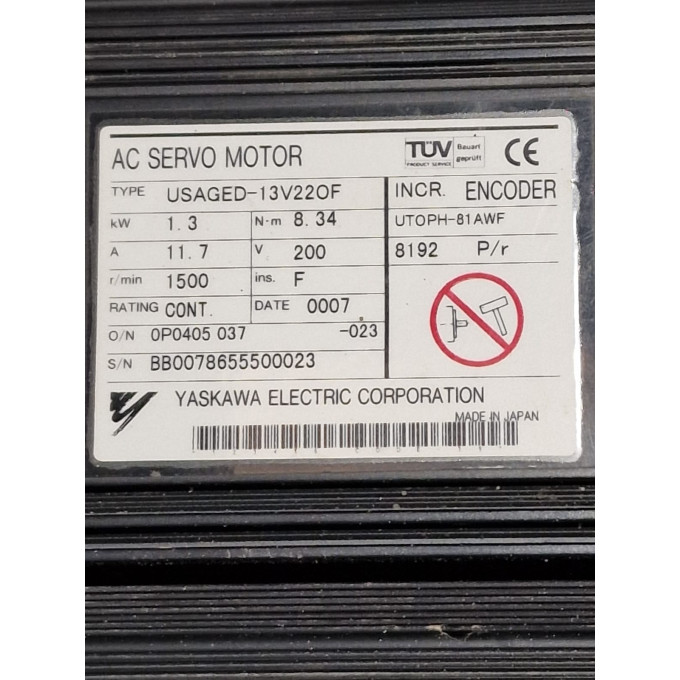 AC SERVO MOTOR
TÜV
PRODUCT SERVICE
Bauart
geprüft
CE
TYPE USAGED-13V22OF
kW 1.3 N·m 8.34
A 11.7 V 200
r/min 1500 ins. F
RATING CONT. DATE 0007.
O/N 0P0405 037 -023
S/N BB0078655500023
INCR. ENCODER
UTOPH-81AWF
8192 P/r
YASKAWA ELECTRIC CORPORATION
MADE IN JAPAN